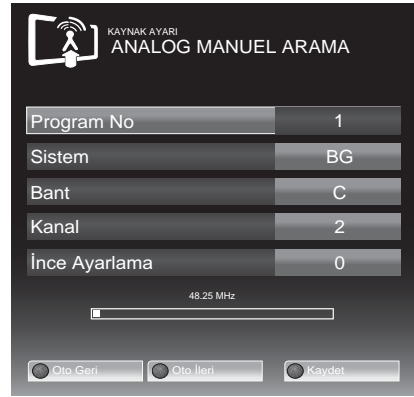 KAYNAK AYARI
ANALOG MANUEL ARAMA
Program No 1
Sistem BG
Bant C
Kanal 2
İnce Ayarlama 0
48.25 MHz
Oto Geri Oto İleri Kaydet